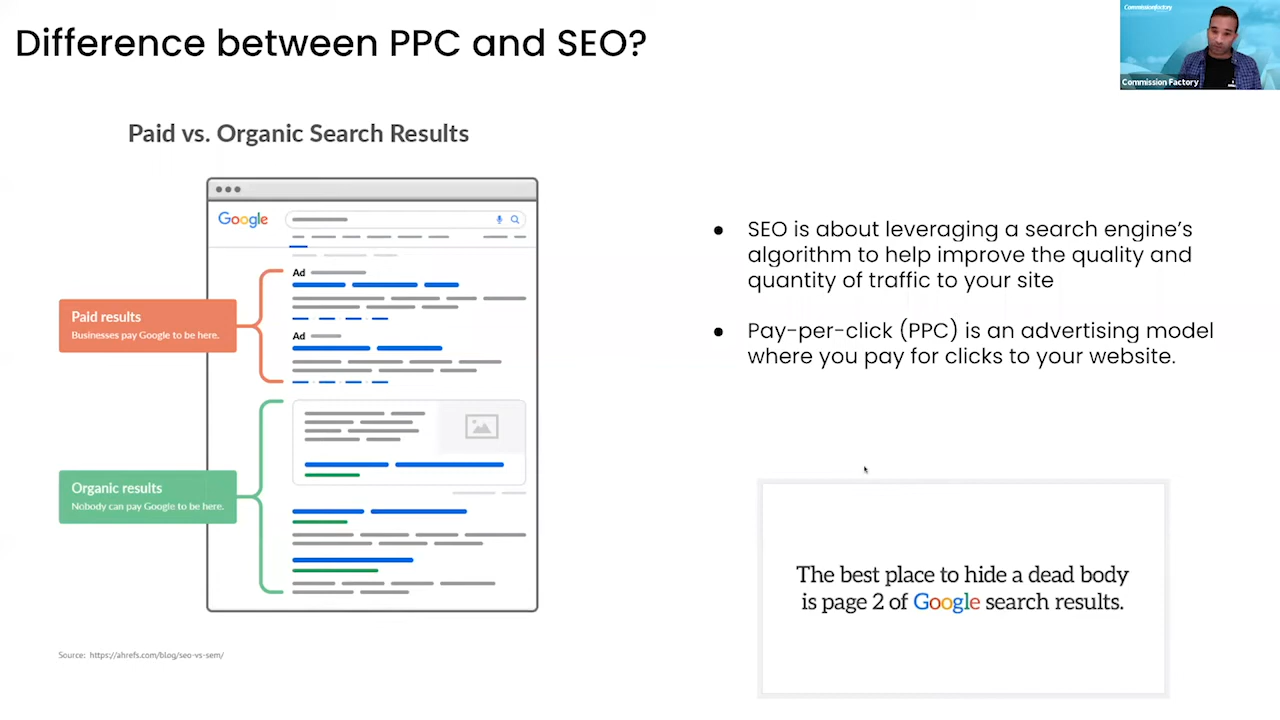 Difference between PPC and SEO?
CommissionFactory
Commission Factory
Paid vs. Organic Search Results
Google
Ad
Paid results
Businesses pay Google to be here.
Ad
Organic results
Nobody can pay Google to be here.
Source: https://ahrefs.com/blog/seo-vs-sem/
● SEO is about leveraging a search engine’s
algorithm to help improve the quality and
quantity of traffic to your site
● Pay-per-click (PPC) is an advertising model
where you pay for clicks to your website.
The best place to hide a dead body
is page 2 of Google search results.